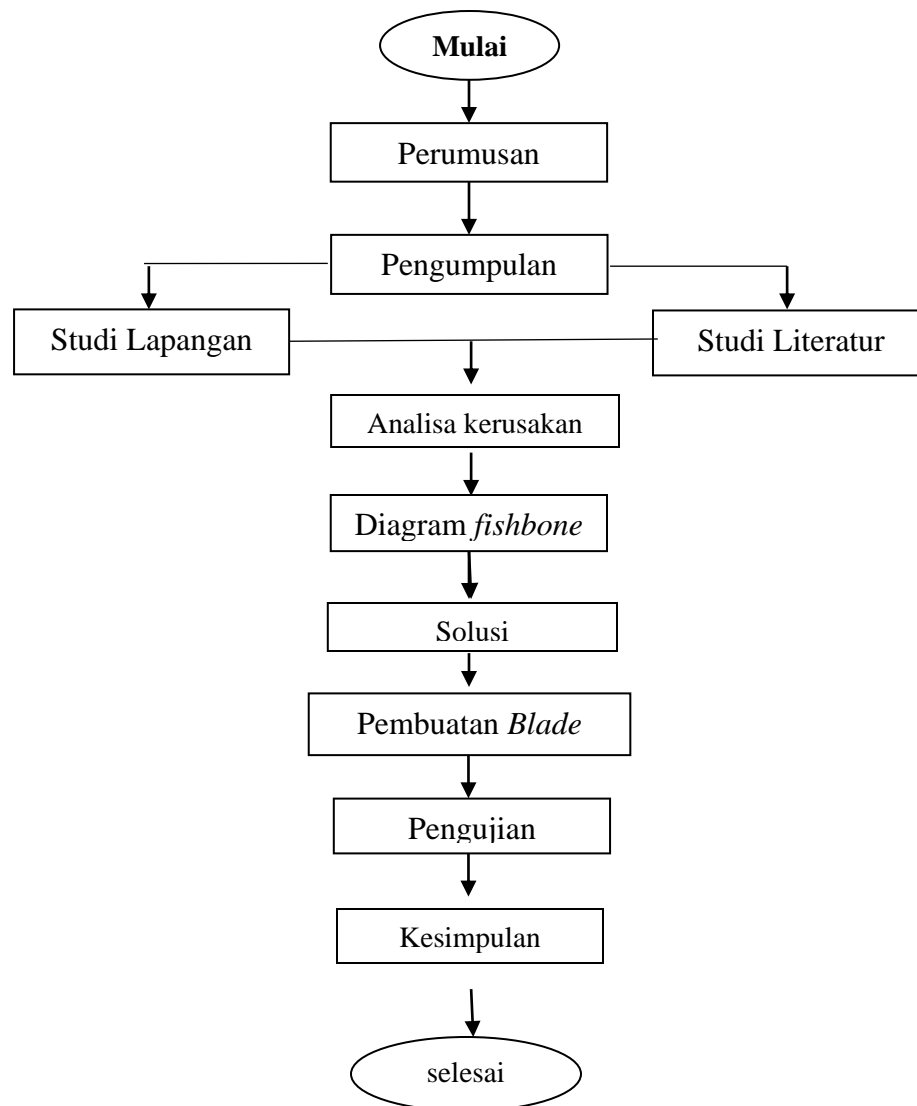 Mulai
Perumusan
Pengumpulan
Studi Lapangan
Studi Literatur
Analisa kerusakan
Diagram fishbone
Solusi
Pembuatan Blade
Pengujian
Kesimpulan
selesai